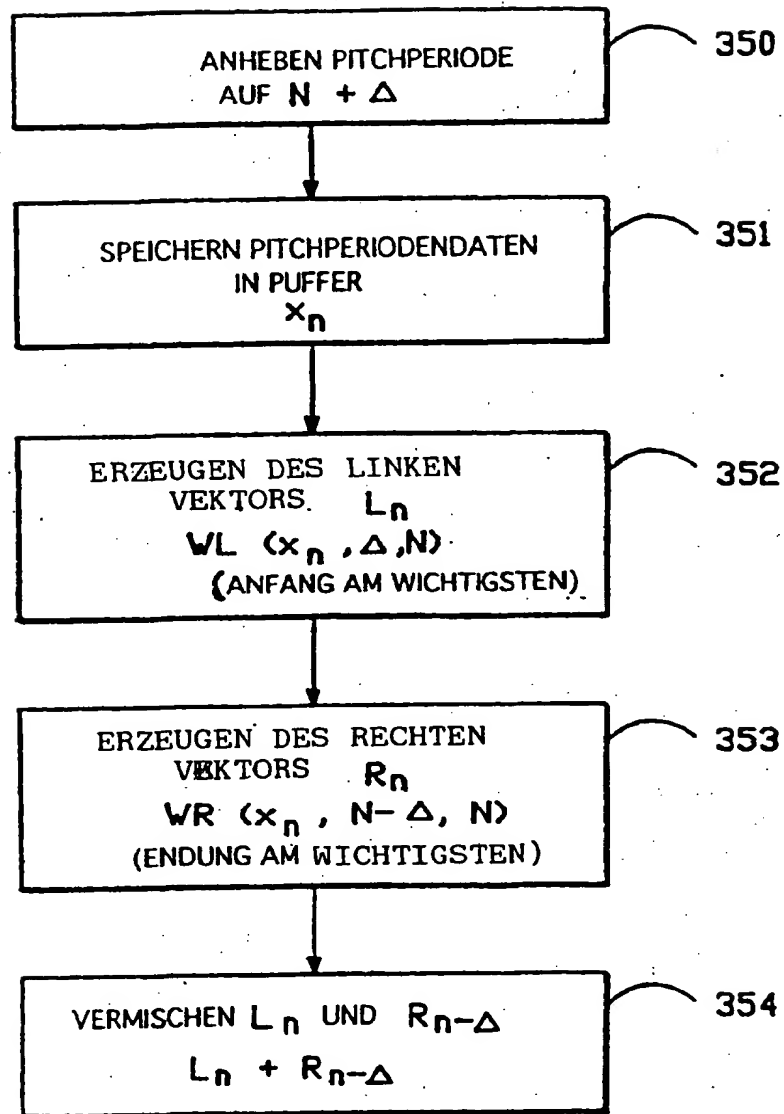 ANHEBEN PITCHPERIODE
AUF N + Δ
350
SPEICHERN PITCHPERIODENDATEN
IN PUFFER
xₙ
351
ERZEUGEN DES LINKEN
VEKTORS. Lₙ
WL (xₙ, Δ, N)
(ANFANG AM WICHTIGSTEN)
352
ERZEUGEN DES RECHTEN
VEKTORS Rₙ
WR (xₙ, N-Δ, N)
(ENDUNG AM WICHTIGSTEN)
353
VERMISCHEN Lₙ UND Rₙ₋Δ
Lₙ + Rₙ₋Δ
354